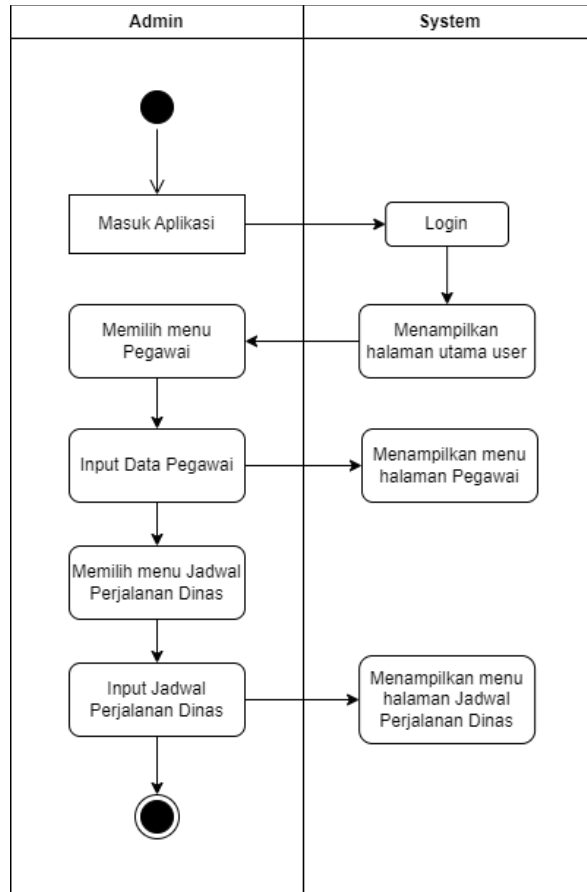 Admin
System
Masuk Aplikasi
Login
Memilih menu
Pegawai
Menampilkan
halaman utama user
Input Data Pegawai
Menampilkan menu
halaman Pegawai
Memilih menu Jadwal
Perjalanan Dinas
Input Jadwal
Perjalanan Dinas
Menampilkan menu
halaman Jadwal
Perjalanan Dinas